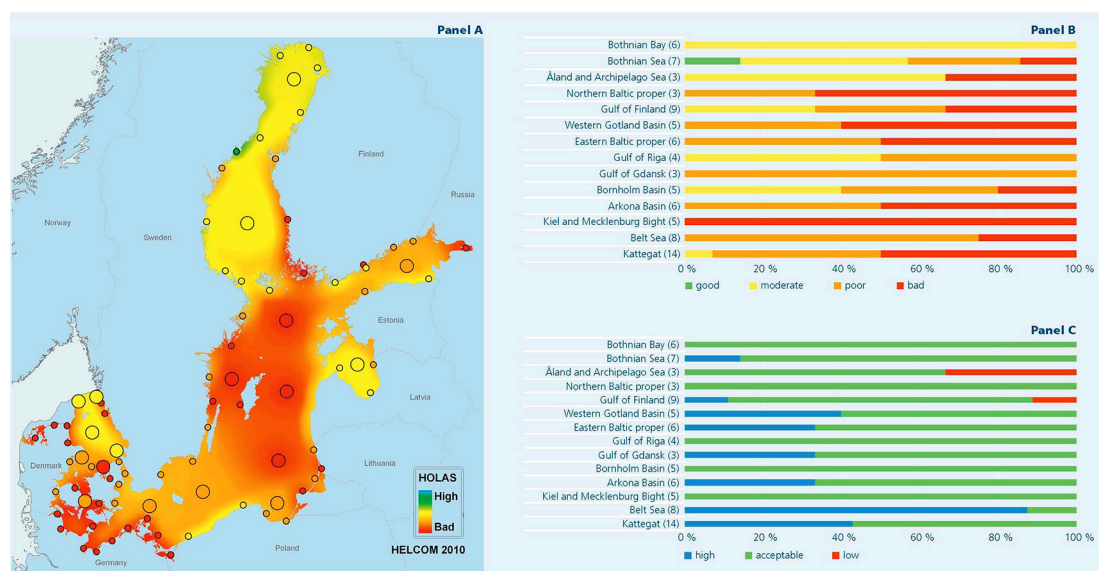 Panel A
Norway
Sweden
Finland
Russia
Estonia
Latvia
Lithuania
Denmark
Germany
Poland
HOLAS
High
Bad
HELCOM 2010
Panel B
Bothnian Bay (6)
Bothnian Sea (7)
Åland and Archipelago Sea (3)
Northern Baltic proper (3)
Gulf of Finland (9)
Western Gotland Basin (5)
Eastern Baltic proper (6)
Gulf of Riga (4)
Gulf of Gdansk (3)
Bornholm Basin (5)
Arkona Basin (6)
Kiel and Mecklenburg Bight (5)
Belt Sea (8)
Kattegat (14)
0 % 20 % 40 % 60 % 80 % 100 %
good moderate poor bad
Panel C
Bothnian Bay (6)
Bothnian Sea (7)
Åland and Archipelago Sea (3)
Northern Baltic proper (3)
Gulf of Finland (9)
Western Gotland Basin (5)
Eastern Baltic proper (6)
Gulf of Riga (4)
Gulf of Gdansk (3)
Bornholm Basin (5)
Arkona Basin (6)
Kiel and Mecklenburg Bight (5)
Belt Sea (8)
Kattegat (14)
0 % 20 % 40 % 60 % 80 % 100 %
high acceptable low